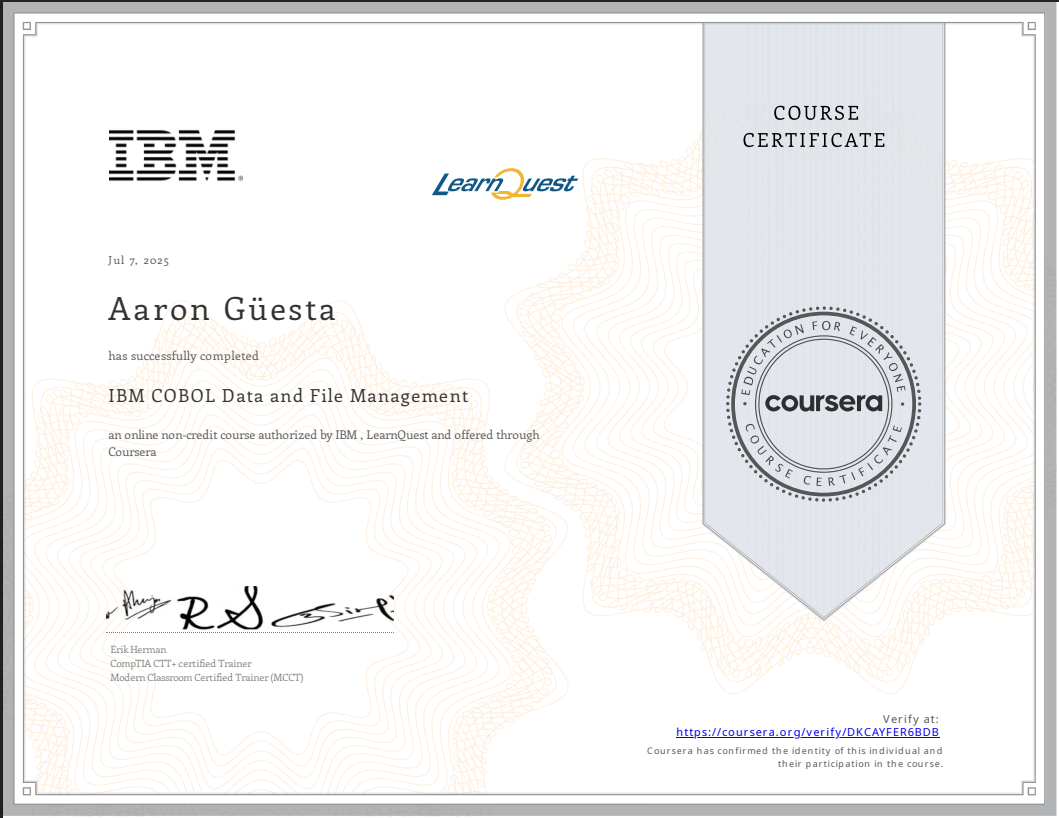 IBM®
LearnQuest
COURSE
CERTIFICATE
Jul 7, 2025
Aaron Güesta
has successfully completed
IBM COBOL Data and File Management
an online non-credit course authorized by IBM , LearnQuest and offered through
Coursera
EDUCATION FOR EVERYONE
coursera
COURSE CERTIFICATE
Erik Herman
CompTIA CTT+ certified Trainer
Modern Classroom Certified Trainer (MCCT)
Verify at:
https://coursera.org/verify/DKCAYFER6BDB
Coursera has confirmed the identity of this individual and
their participation in the course.